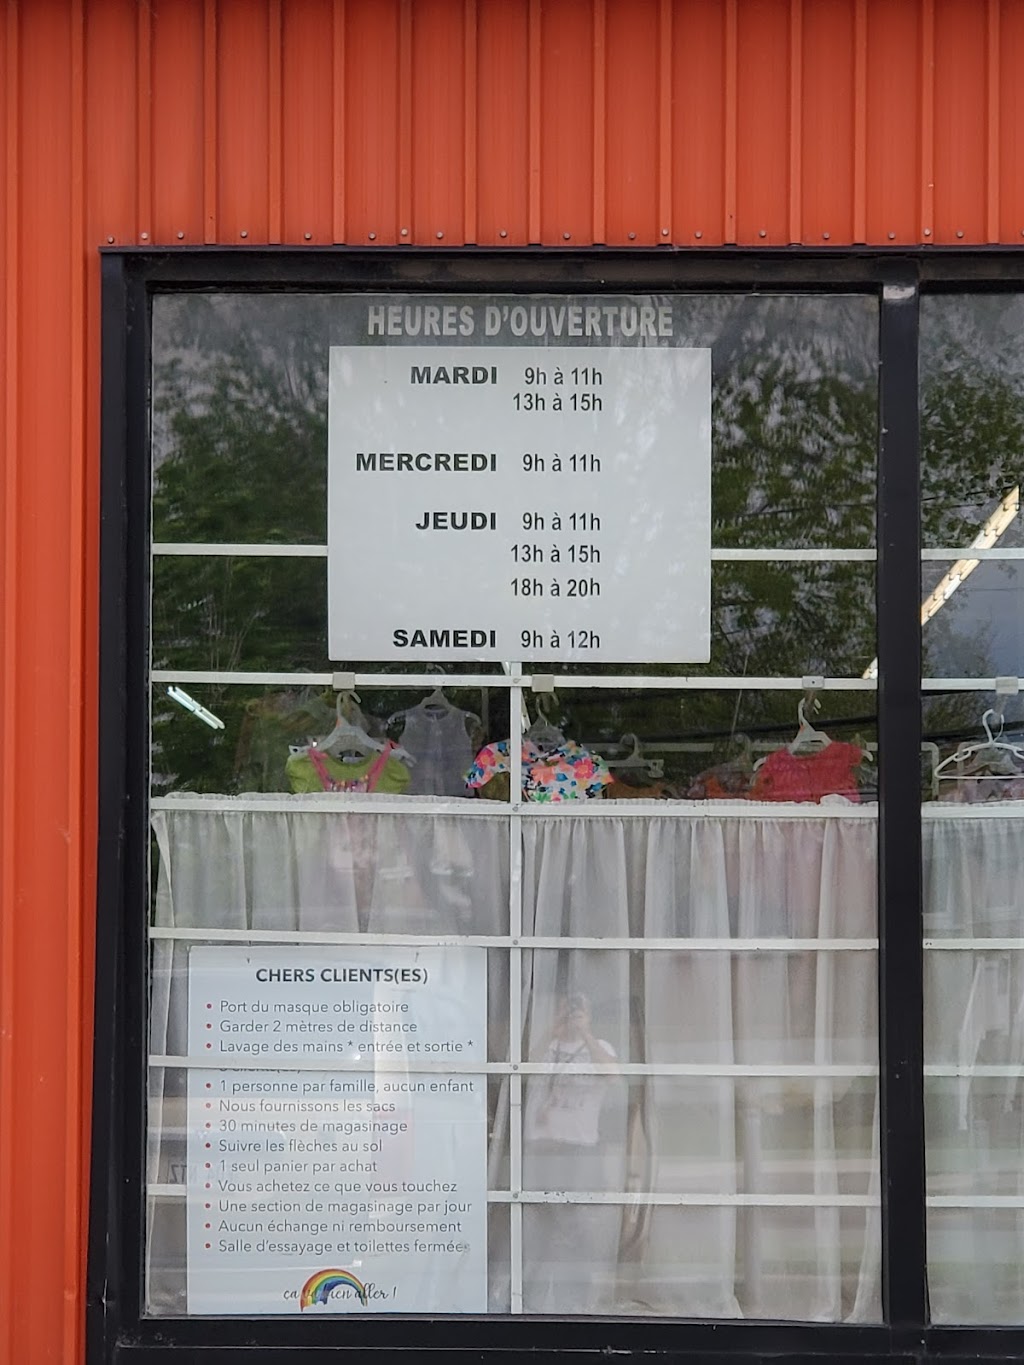 HEURES D'OUVERTURE
MARDI 9h à 11h
13h à 15h
MERCREDI 9h à 11h
JEUDI 9h à 11h
13h à 15h
18h à 20h
SAMEDI 9h à 12h
CHERS CLIENTS(ES)
• Port du masque obligatoire
• Garder 2 mètres de distance
• Lavage des mains * entrée et sortie *
• 1 personne par famille, aucun enfant
• Nous fournissons les sacs
• 30 minutes de magasinage
• Suivre les flèches au sol
• 1 seul panier par achat
• Vous achetez ce que vous touchez
• Une section de magasinage par jour
• Aucun échange ni remboursement
• Salle d'essayage et toilettes fermées
ça va bien aller !